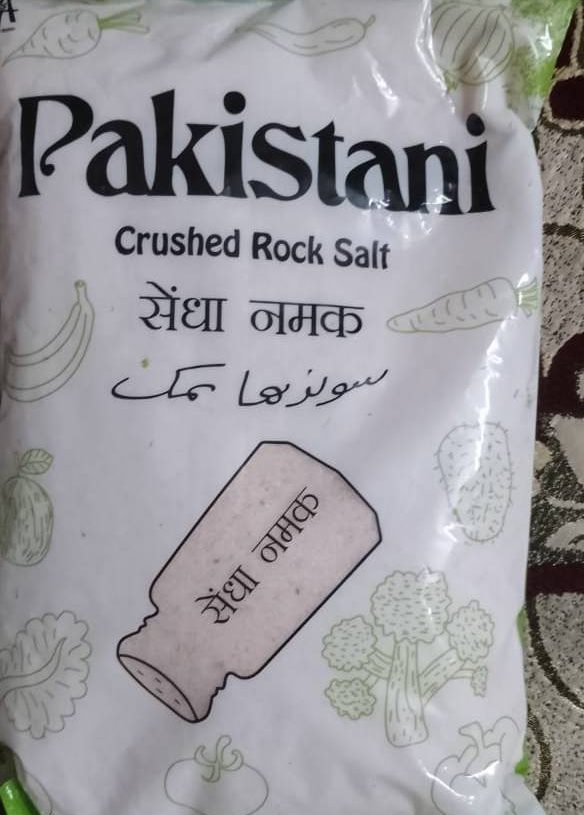 Pakistani
Crushed Rock Salt
सेंधा नमक
سوندھا نمک
सेंधा नमक